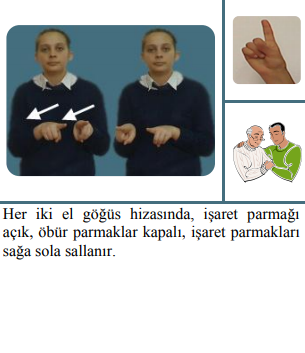 Her iki el göğüs hizasında, işaret parmağı
açık, öbür parmaklar kapalı, işaret parmakları
sağa sola sallanır.